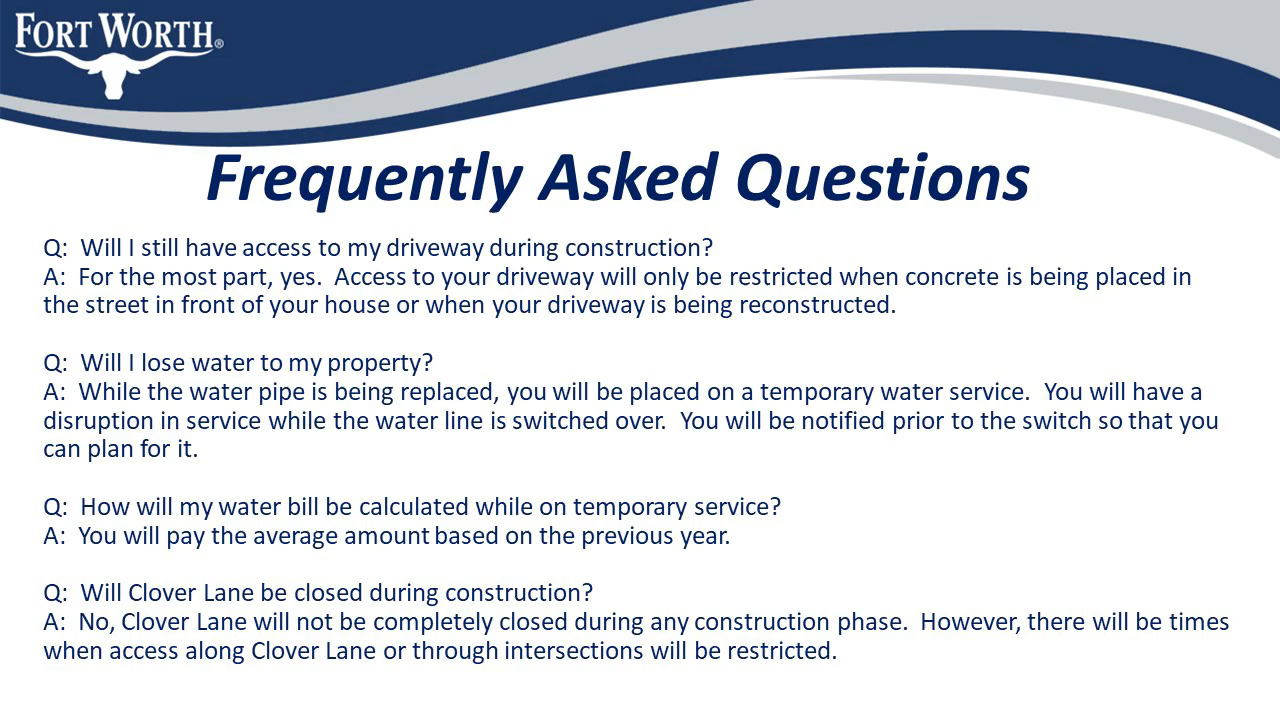 FORT WORTH®
Frequently Asked Questions
Q:  Will I still have access to my driveway during construction?
A:  For the most part, yes.  Access to your driveway will only be restricted when concrete is being placed in
the street in front of your house or when your driveway is being reconstructed.
Q:  Will I lose water to my property?
A:  While the water pipe is being replaced, you will be placed on a temporary water service.  You will have a
disruption in service while the water line is switched over.  You will be notified prior to the switch so that you
can plan for it.
Q:  How will my water bill be calculated while on temporary service?
A:  You will pay the average amount based on the previous year.
Q:  Will Clover Lane be closed during construction?
A:  No, Clover Lane will not be completely closed during any construction phase.  However, there will be times
when access along Clover Lane or through intersections will be restricted.